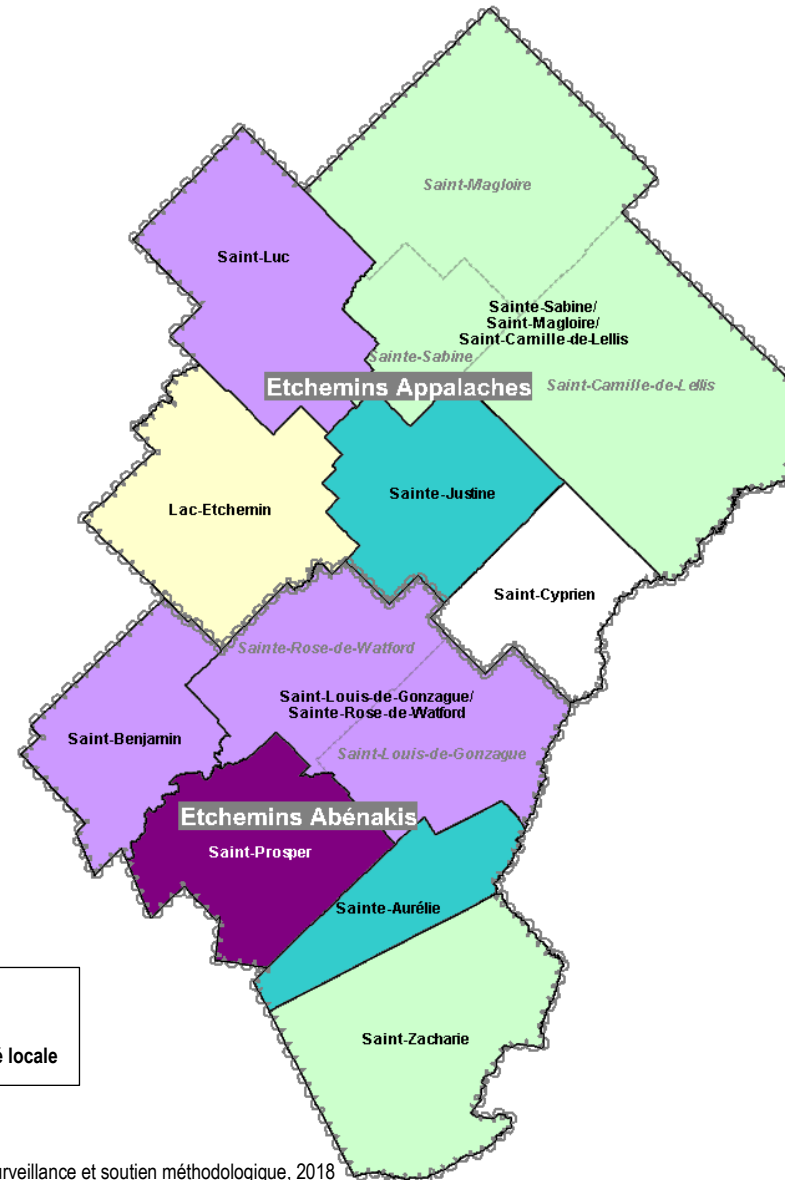 Saint-Magloire
Saint-Luc
Sainte-Sabine/
Saint-Magloire/
Saint-Camille-de-Lellis
Sainte-Sabine
Etchemins Appalaches
Saint-Camille-de-Lellis
Sainte-Justine
Lac-Etchemin
Saint-Cyprien
Sainte-Rose-de-Watford
Saint-Louis-de-Gonzague/
Sainte-Rose-de-Watford
Saint-Benjamin
Saint-Louis-de-Gonzague
Etchemins Abénakis
Saint-Prosper
Sainte-Aurélie
Saint-Zacharie
é locale
urveillance et soutien méthodologique, 2018